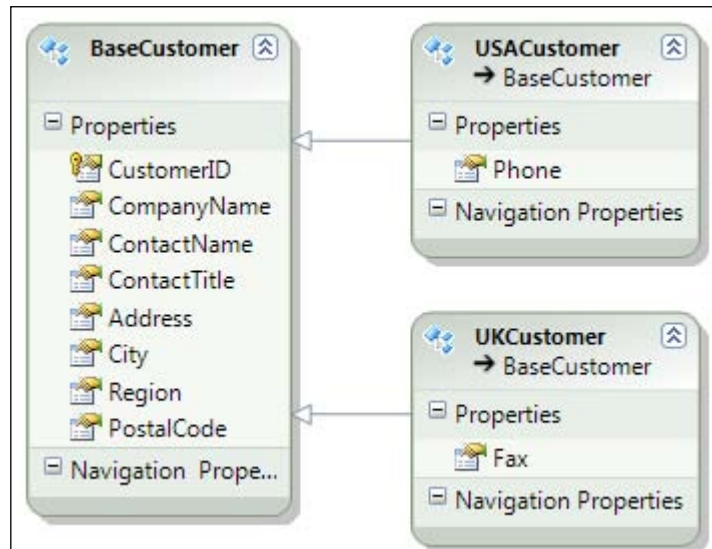 BaseCustomer
Properties
CustomerID
CompanyName
ContactName
ContactTitle
Address
City
Region
PostalCode
Navigation Prope...
USACustomer
BaseCustomer
Properties
Phone
Navigation Properties
UKCustomer
BaseCustomer
Properties
Fax
Navigation Properties